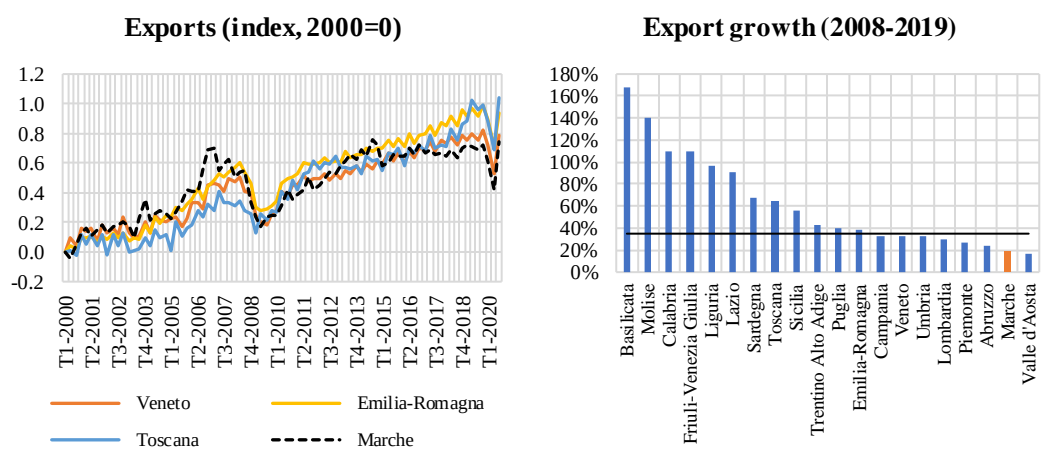 Exports (index, 2000=0)
1.2
1.0
0.8
0.6
0.4
0.2
0.0
-0.2
T1-2000
T2-2001
T3-2002
T4-2003
T1-2005
T2-2006
T3-2007
T4-2008
T1-2010
T2-2011
T3-2012
T4-2013
T1-2015
T2-2016
T3-2017
T4-2018
T1-2020
Veneto
Emilia-Romagna
Toscana
Marche
Export growth (2008-2019)
180%
160%
140%
120%
100%
80%
60%
40%
20%
0%
Basilicata
Molise
Calabria
Friuli-Venezia Giulia
Liguria
Lazio
Sardegna
Toscana
Sicilia
Trentino Alto Adige
Puglia
Emilia-Romagna
Campania
Veneto
Umbria
Lombardia
Piemonte
Abruzzo
Marche
Valle d'Aosta